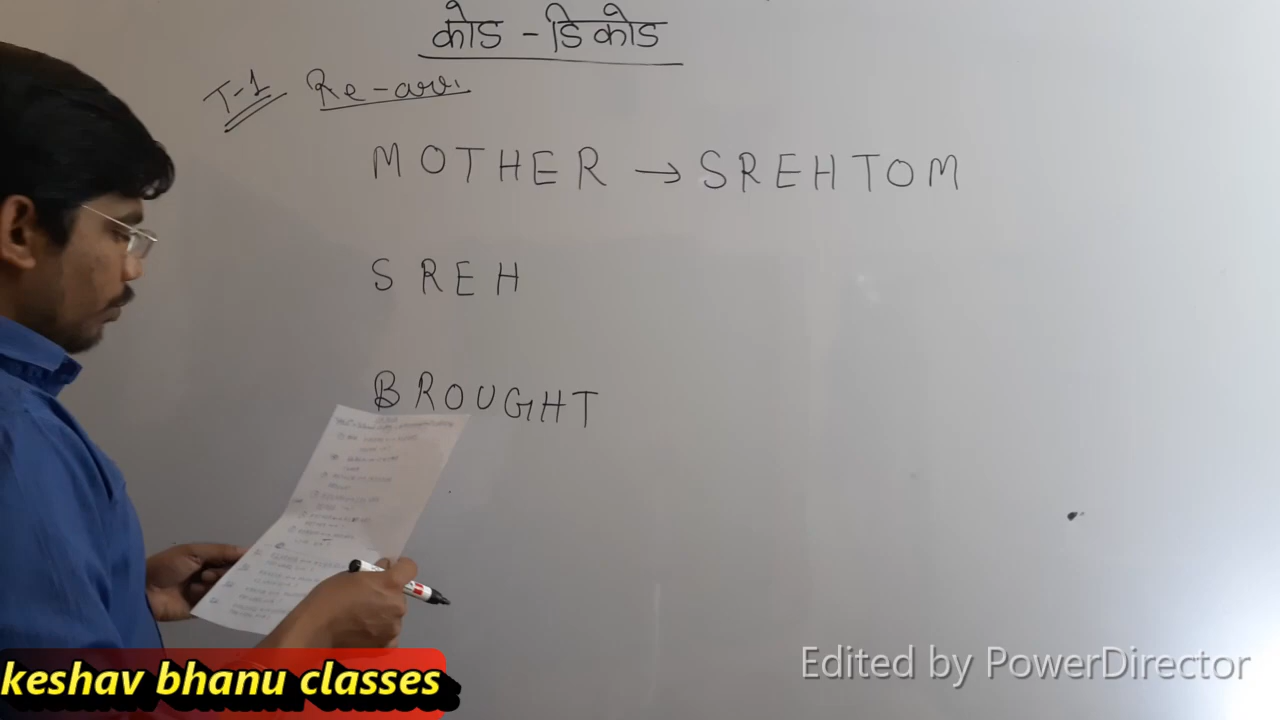 कोड - डिकोड
T-1 Re-arr.
MOTHER → SREHTOM
SREH
BROUGHT
keshav bhanu classes
Edited by PowerDirector